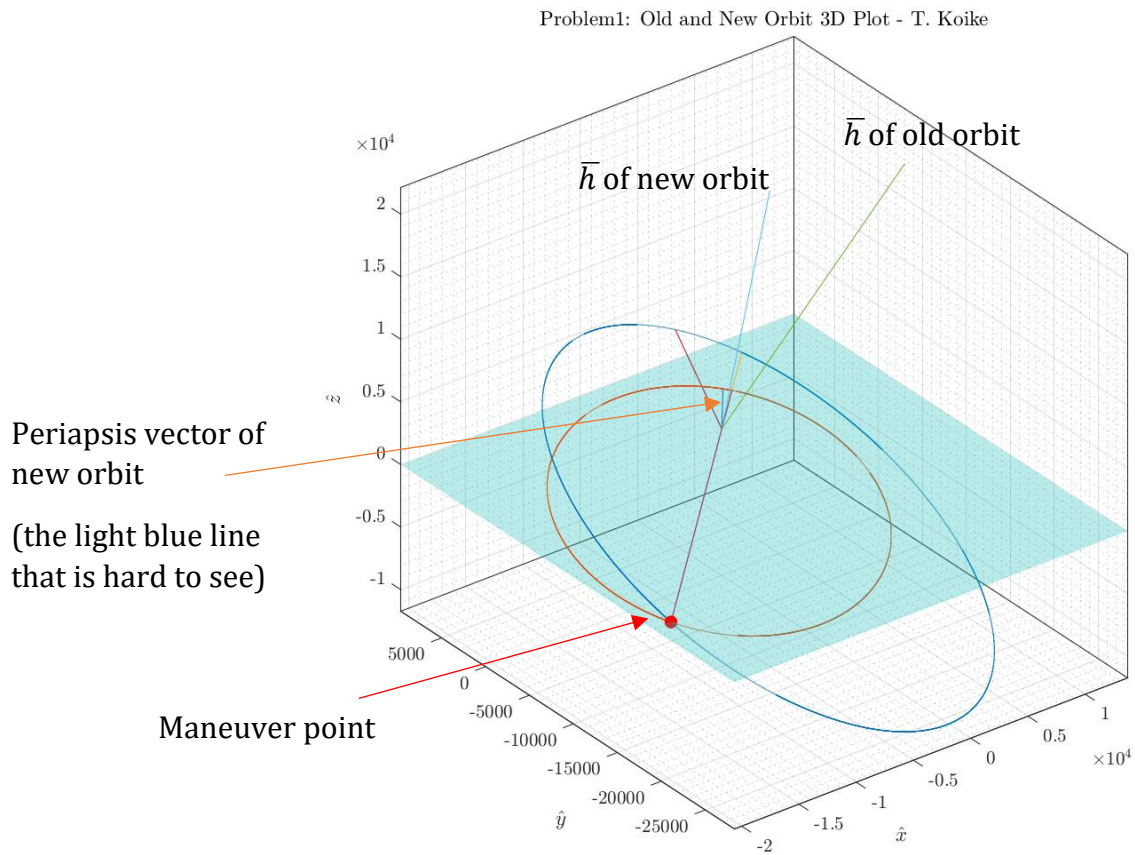 Problem1: Old and New Orbit 3D Plot - T. Koike
h̅ of old orbit
h̅ of new orbit
×10⁴
2
1.5
1
0.5
0
-0.5
-1
ẑ
Periapsis vector of
new orbit
(the light blue line
that is hard to see)
Maneuver point
5000
0
-5000
-10000
-15000
-20000
-25000
ŷ
-2
-1.5
-1
-0.5
0
0.5
1
×10⁴
x̂